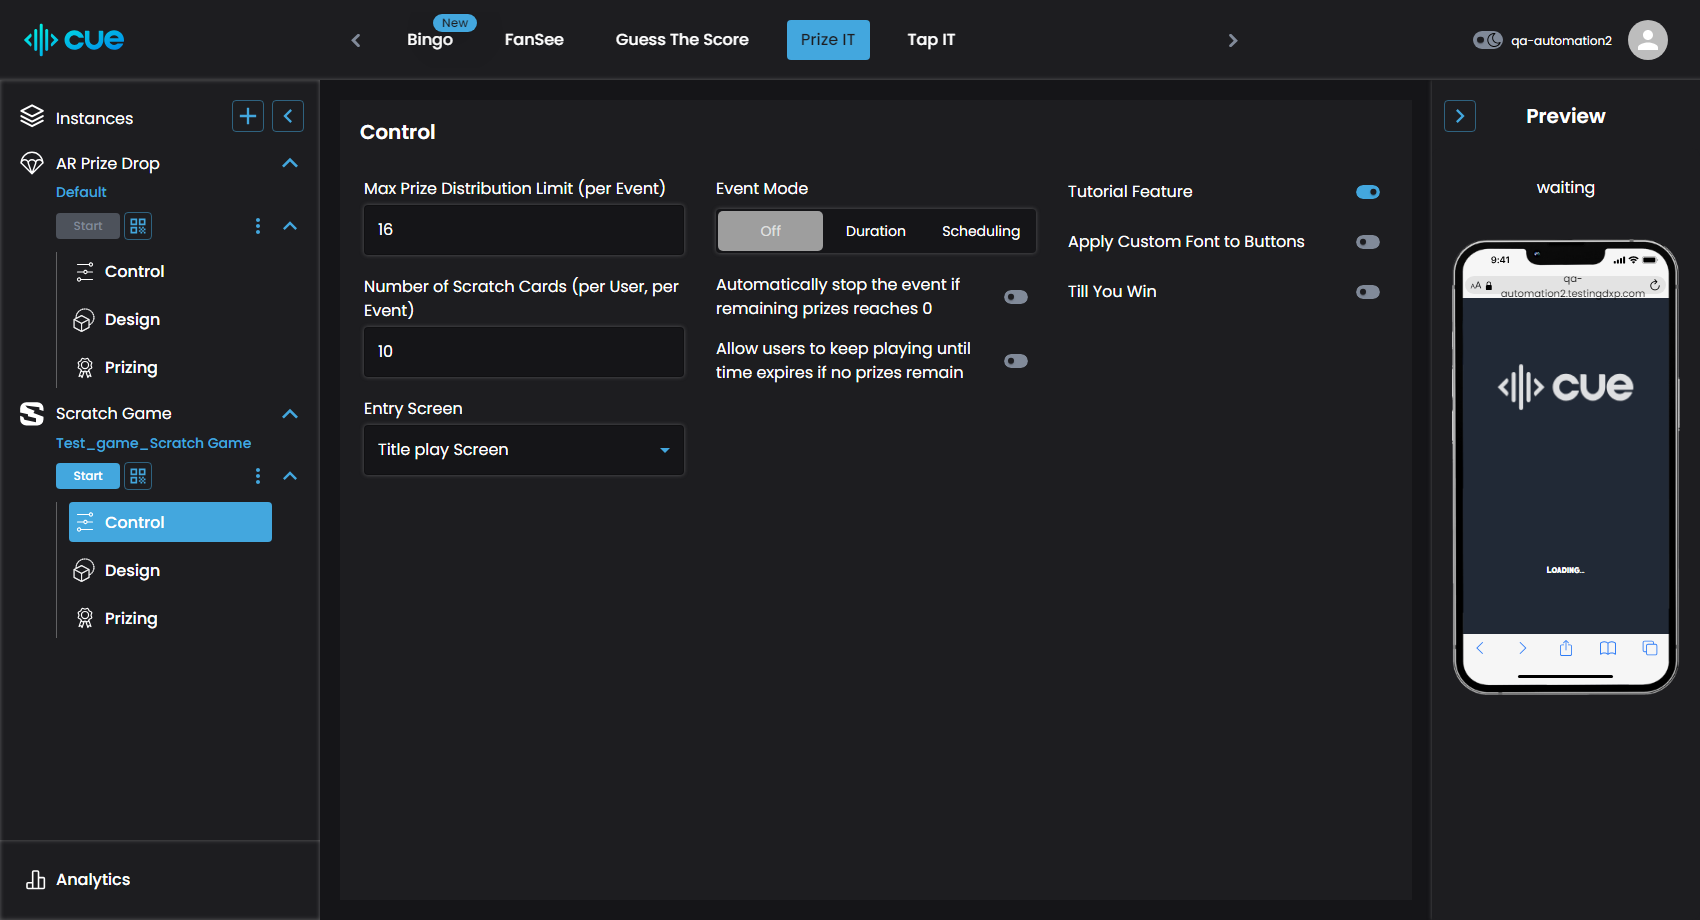 cue
New
Bingo
FanSee
Guess The Score
Prize IT
Tap IT
qa-automation2
Instances
AR Prize Drop
Default
Start
Control
Design
Prizing
Scratch Game
Test_game_Scratch Game
Start
Control
Design
Prizing
Analytics
Control
Max Prize Distribution Limit (per Event)
16
Number of Scratch Cards (per User, per
Event)
10
Entry Screen
Title play Screen
Event Mode
Off
Duration
Scheduling
Automatically stop the event if
remaining prizes reaches 0
Allow users to keep playing until
time expires if no prizes remain
Tutorial Feature
Apply Custom Font to Buttons
Till You Win
Preview
waiting
9:41
AA
qa-
automation2.testingdxp.com
cue
LOADING...